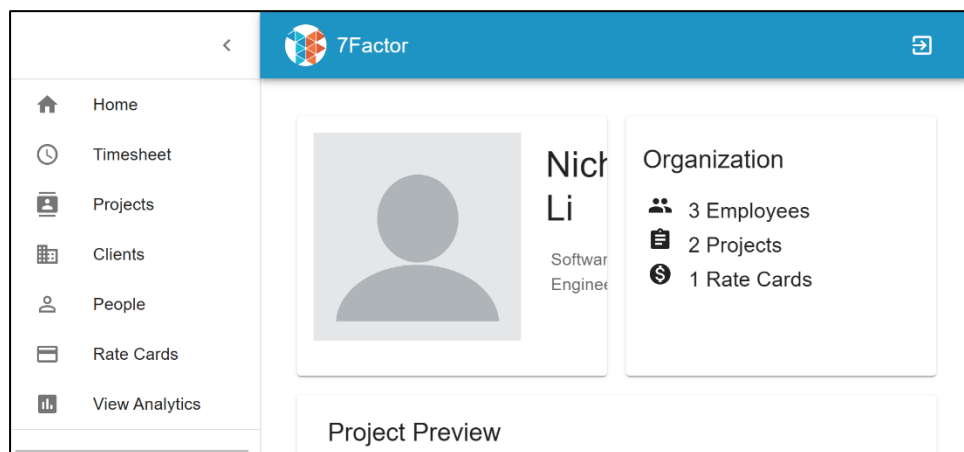 7Factor
Home
Timesheet
Projects
Clients
People
Rate Cards
View Analytics
Nich
Li
Softwar
Enginee
Organization
3 Employees
2 Projects
1 Rate Cards
Project Preview